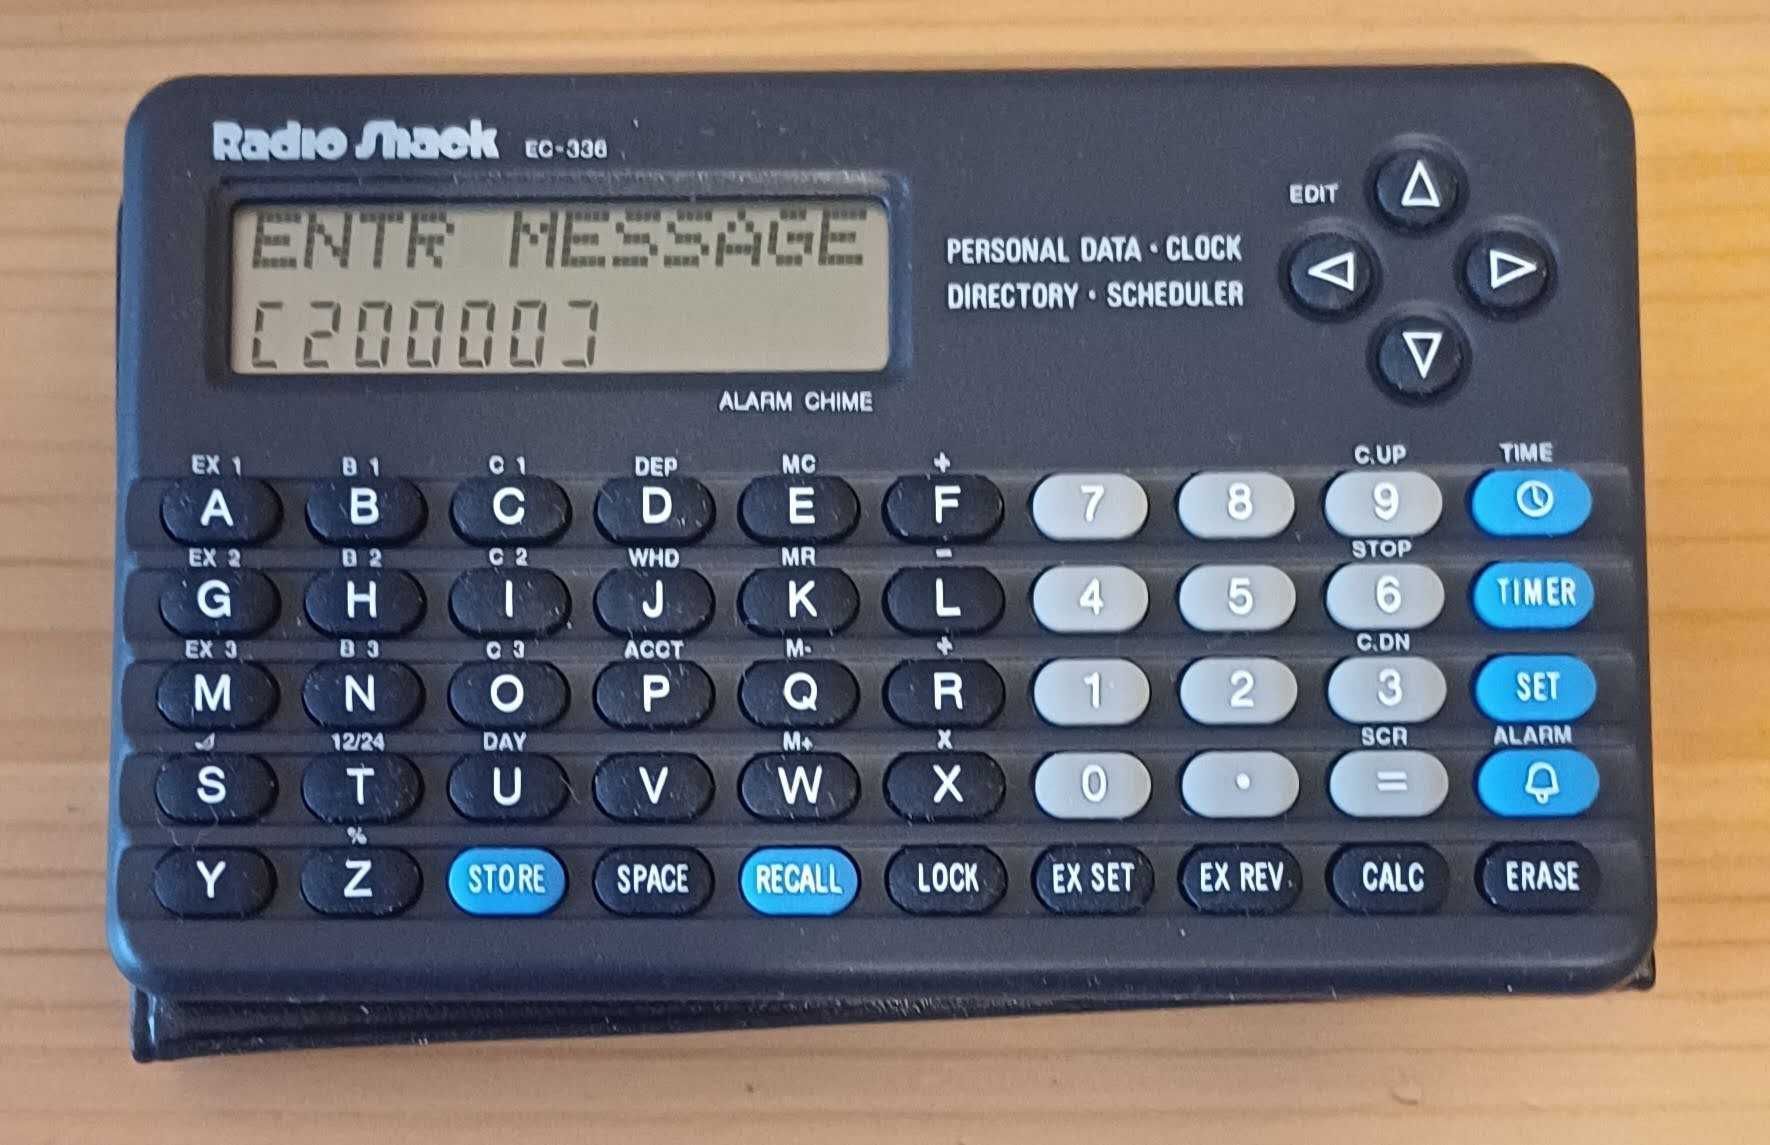 Radio Shack EC-336
ENTR MESSAGE
[20000]
ALARM CHIME
PERSONAL DATA · CLOCK
DIRECTORY · SCHEDULER
EDIT
EX 1 B 1 C 1 DEP MC + C.UP TIME
A B C D E F 7 8 9
EX 2 B 2 C 2 WHD MR - STOP
G H I J K L 4 5 6 TIMER
EX 3 B 3 C 3 ACCT M- ÷ C.DN
M N O P Q R 1 2 3 SET
12/24 DAY M+ X SCR ALARM
S T U V W X 0 . =
%
Y Z STORE SPACE RECALL LOCK EX SET EX REV CALC ERASE